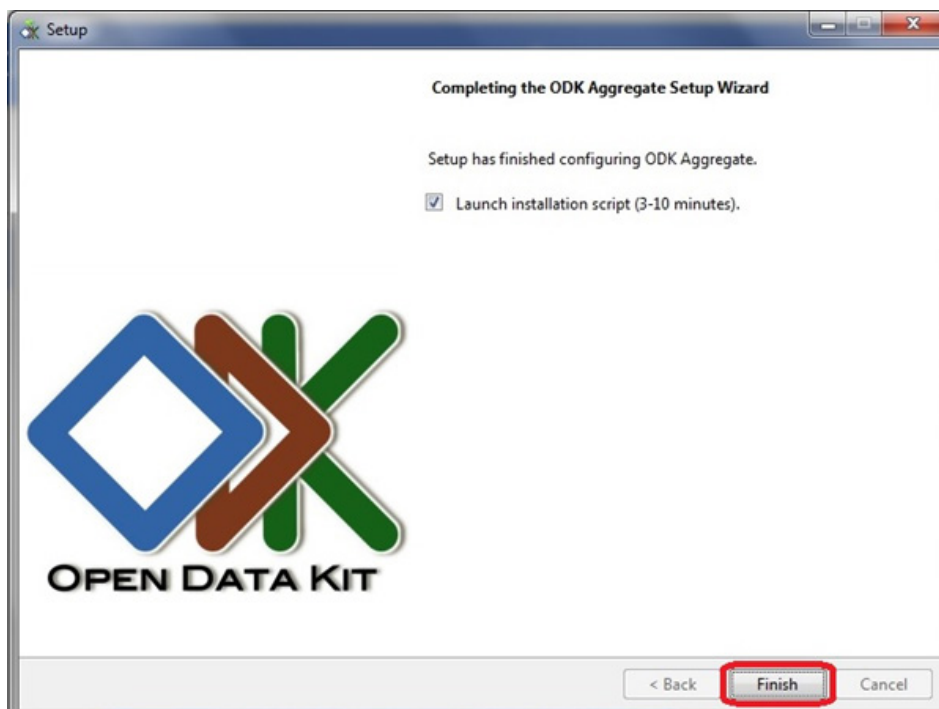 Setup
Completing the ODK Aggregate Setup Wizard
Setup has finished configuring ODK Aggregate.
Launch installation script (3-10 minutes).
ODK
OPEN DATA KIT
< Back
Finish
Cancel